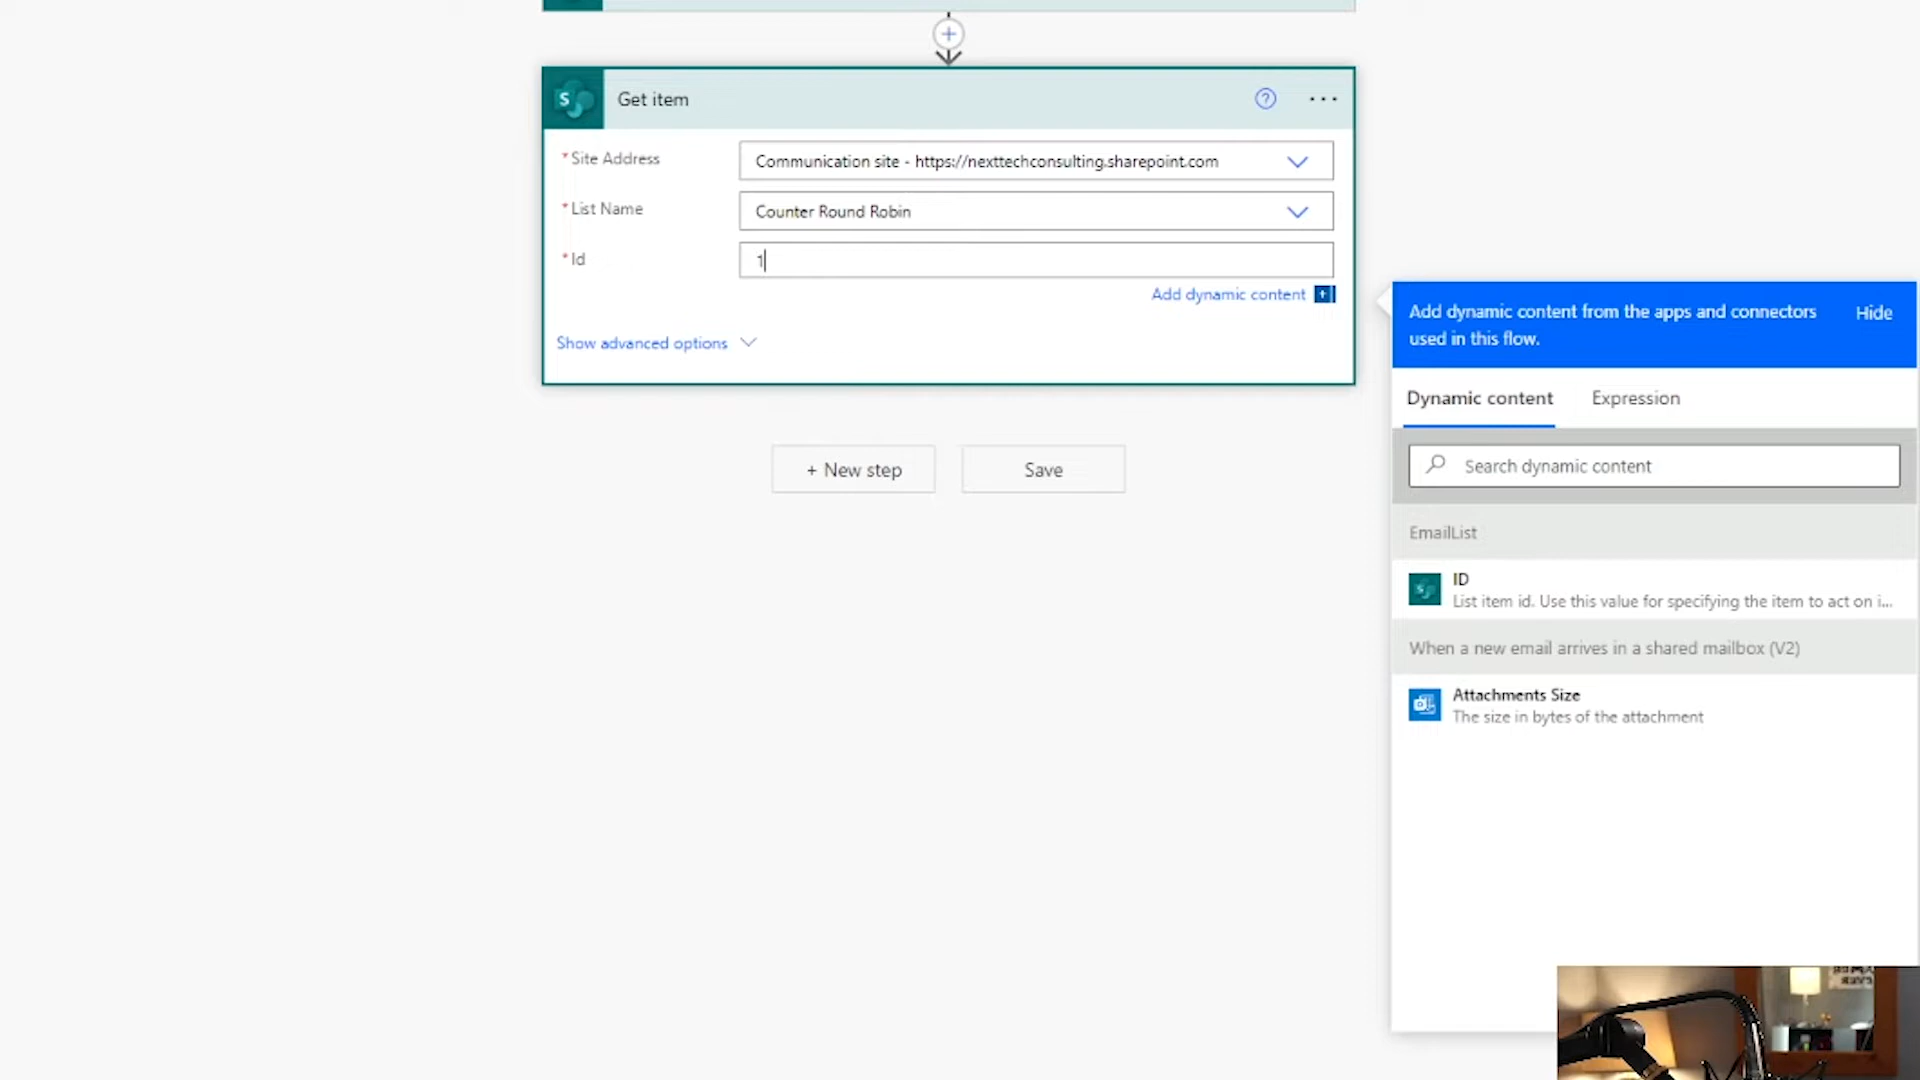 Get item
* Site Address
Communication site - https://nexttechconsulting.sharepoint.com
* List Name
Counter Round Robin
* Id
1
Add dynamic content
Show advanced options
+ New step
Save
Add dynamic content from the apps and connectors
used in this flow.
Hide
Dynamic content
Expression
Search dynamic content
EmailList
ID
List item id. Use this value for specifying the item to act on i...
When a new email arrives in a shared mailbox (V2)
Attachments Size
The size in bytes of the attachment